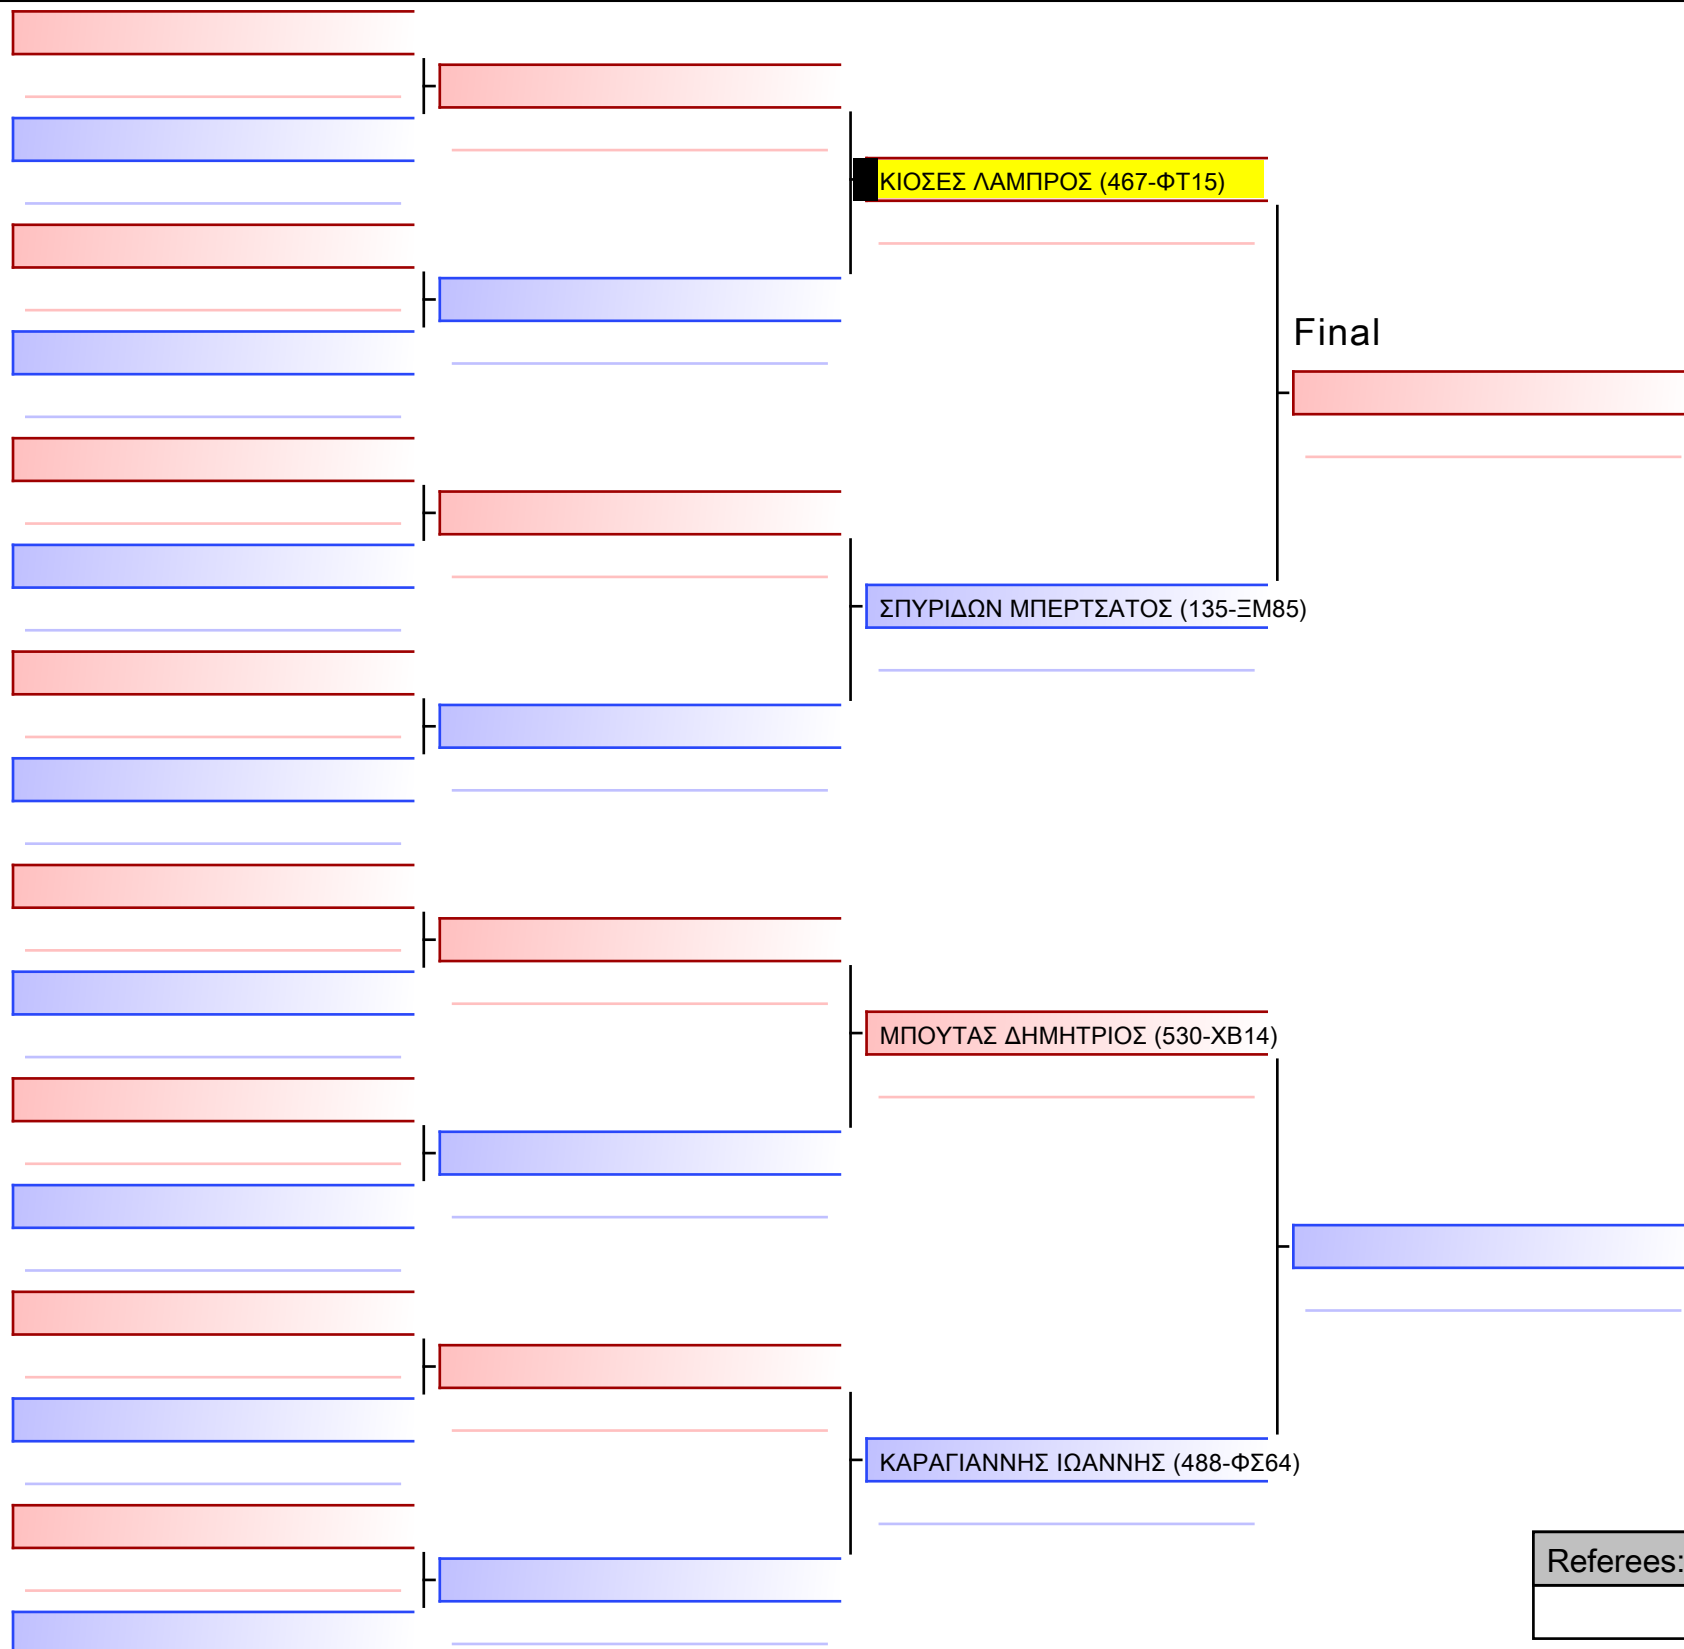 ΚΙΟΣΕΣ ΛΑΜΠΡΟΣ (467-ΦΤ15)
Final
ΣΠΥΡΙΔΩΝ ΜΠΕΡΤΣΑΤΟΣ (135-ΞΜ85)
ΜΠΟΥΤΑΣ ΔΗΜΗΤΡΙΟΣ (530-ΧΒ14)
ΚΑΡΑΓΙΑΝΝΗΣ ΙΩΑΝΝΗΣ (488-ΦΣ64)
Referees: